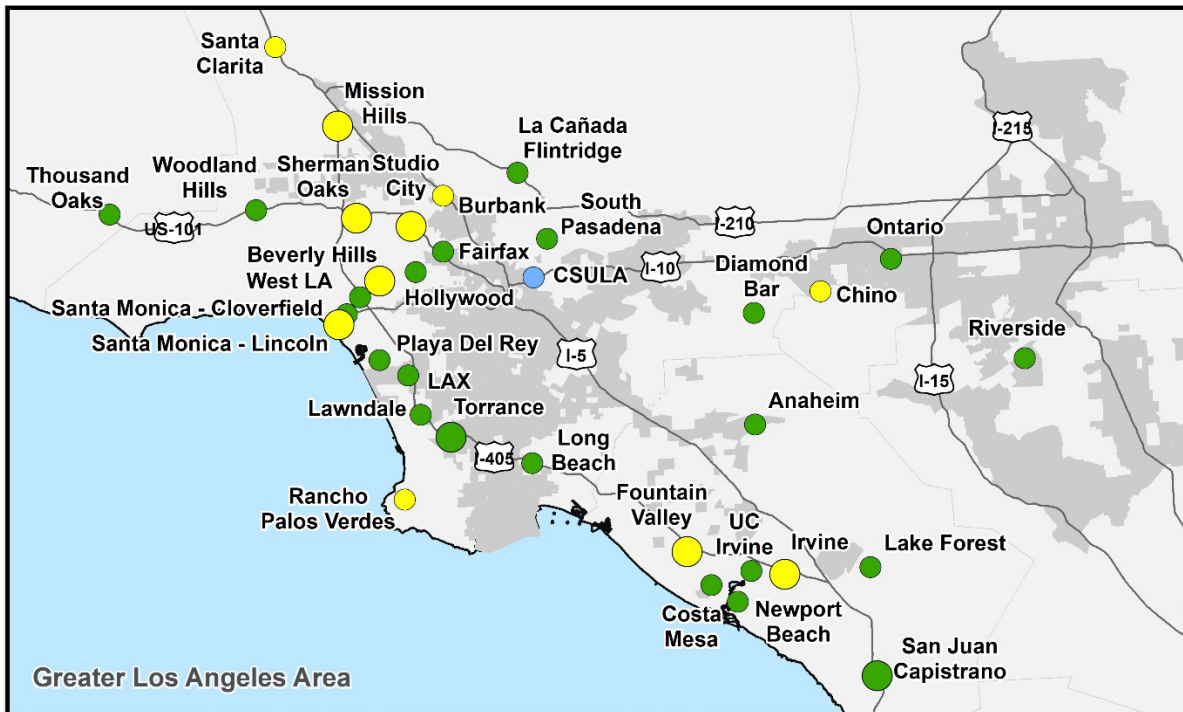 Santa
Clarita
Mission
Hills
I-215
La Cañada
Flintridge
Thousand
Oaks
Woodland
Hills
Sherman
Oaks
Studio
City
Burbank
South
Pasadena
US-101
I-210
Ontario
Beverly Hills
Fairfax
West LA
CSULA
I-10
Diamond
Bar
Chino
Santa Monica - Cloverfield
Hollywood
Santa Monica - Lincoln
Playa Del Rey
I-5
Riverside
LAX
I-15
Lawndale
Torrance
Anaheim
I-405
Long
Beach
Rancho
Palos Verdes
Fountain
Valley
UC
Irvine
Irvine
Lake Forest
Costa
Mesa
Newport
Beach
San Juan
Capistrano
Greater Los Angeles Area